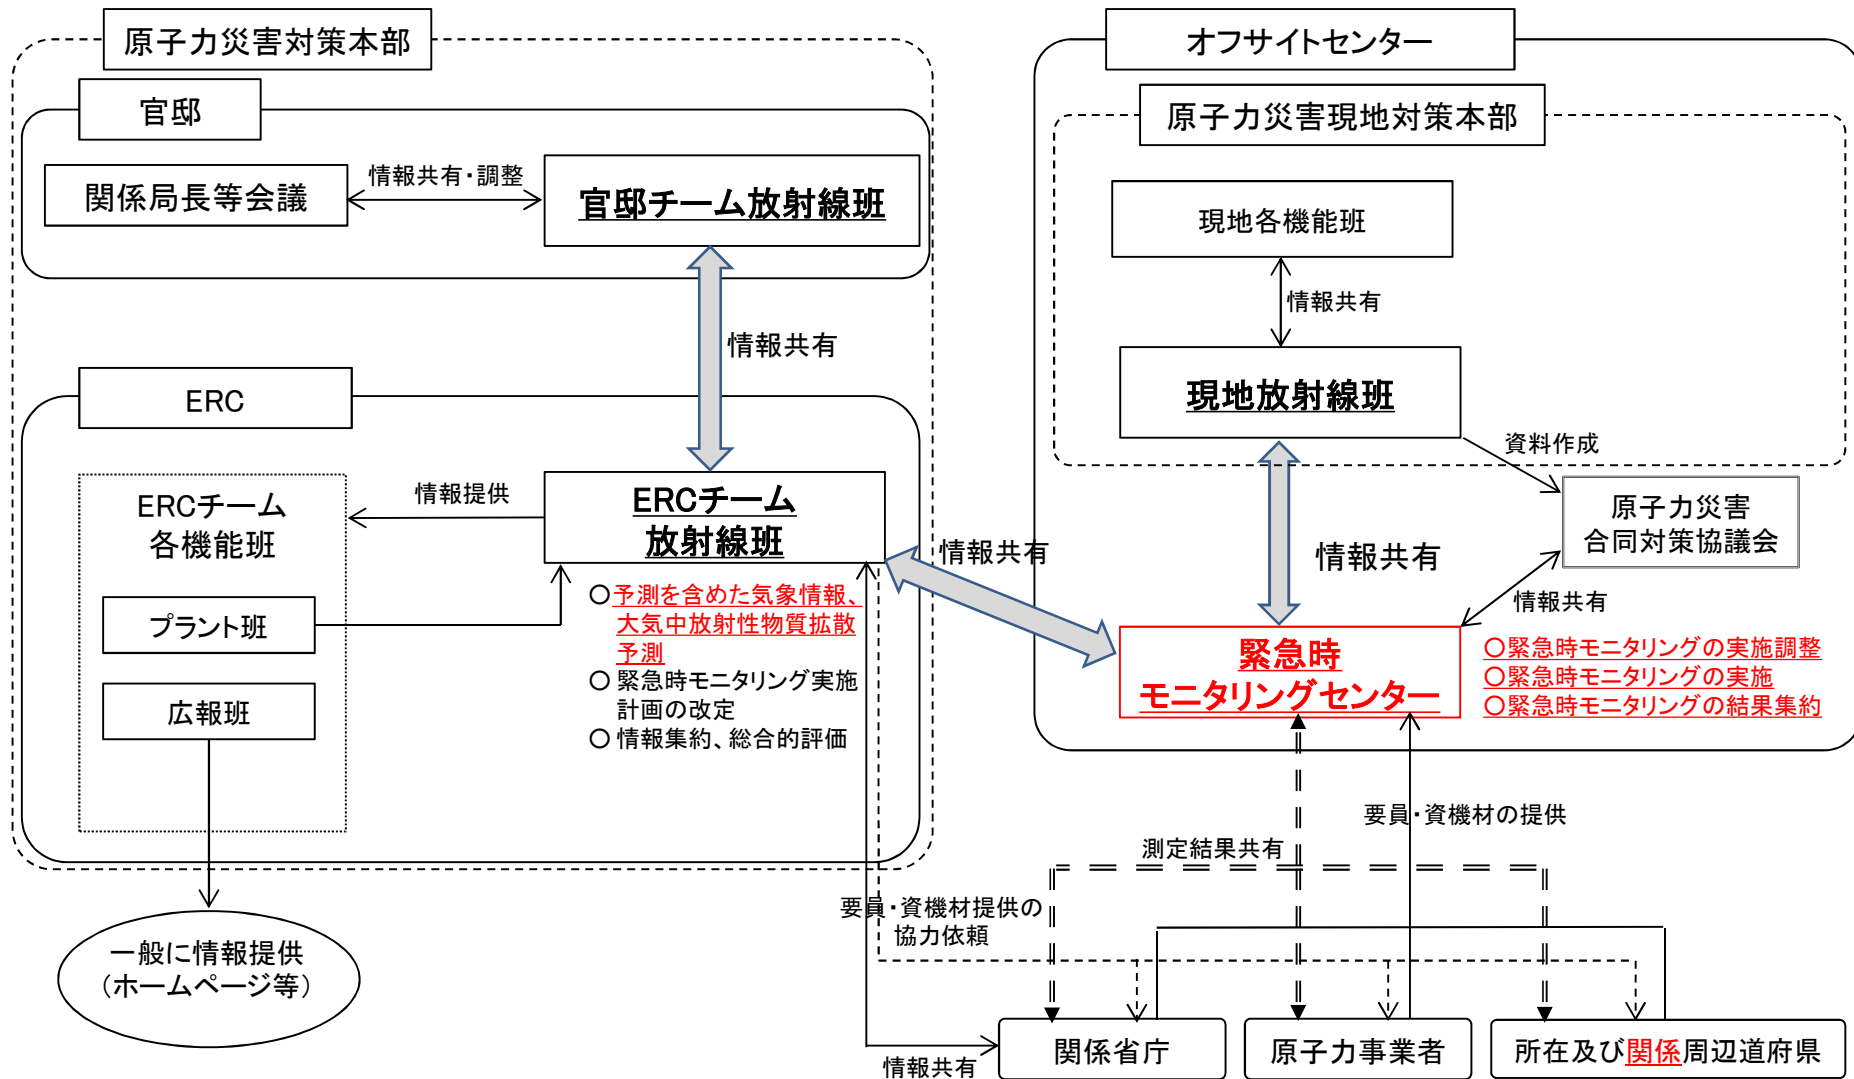 原子力災害対策本部
官邸
関係局長等会議
情報共有・調整
官邸チーム放射線班
情報共有
ERC
ERCチーム
各機能班
プラント班
広報班
情報提供
ERCチーム
放射線班
○予測を含めた気象情報、
大気中放射性物質拡散
予測
○ 緊急時モニタリング実施
計画の改定
○ 情報集約、総合的評価
一般に情報提供
（ホームページ等）
情報共有
オフサイトセンター
原子力災害現地対策本部
現地各機能班
情報共有
現地放射線班
資料作成
原子力災害
合同対策協議会
情報共有
情報共有
緊急時
モニタリングセンター
○緊急時モニタリングの実施調整
○緊急時モニタリングの実施
○緊急時モニタリングの結果集約
要員・資機材の提供
測定結果共有
要員・資機材提供の
協力依頼
情報共有
関係省庁
原子力事業者
所在及び関係周辺道府県